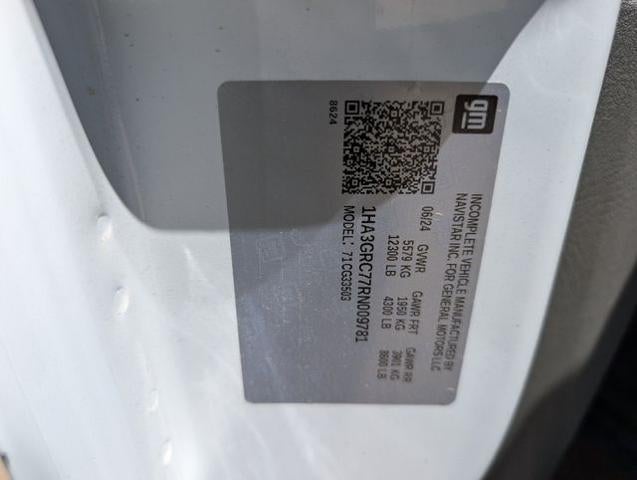 gm
INCOMPLETE VEHICLE MANUFACTURED BY
NAVISTAR INC. FOR GENERAL MOTORS LLC
06/24 GVWR GAWR FRT GAWR RR
5579 KG 1950 KG 3901 KG
12300 LB 4300 LB 8600 LB
1HA3GRC77RN009781
MODEL: 71CG33503
8624